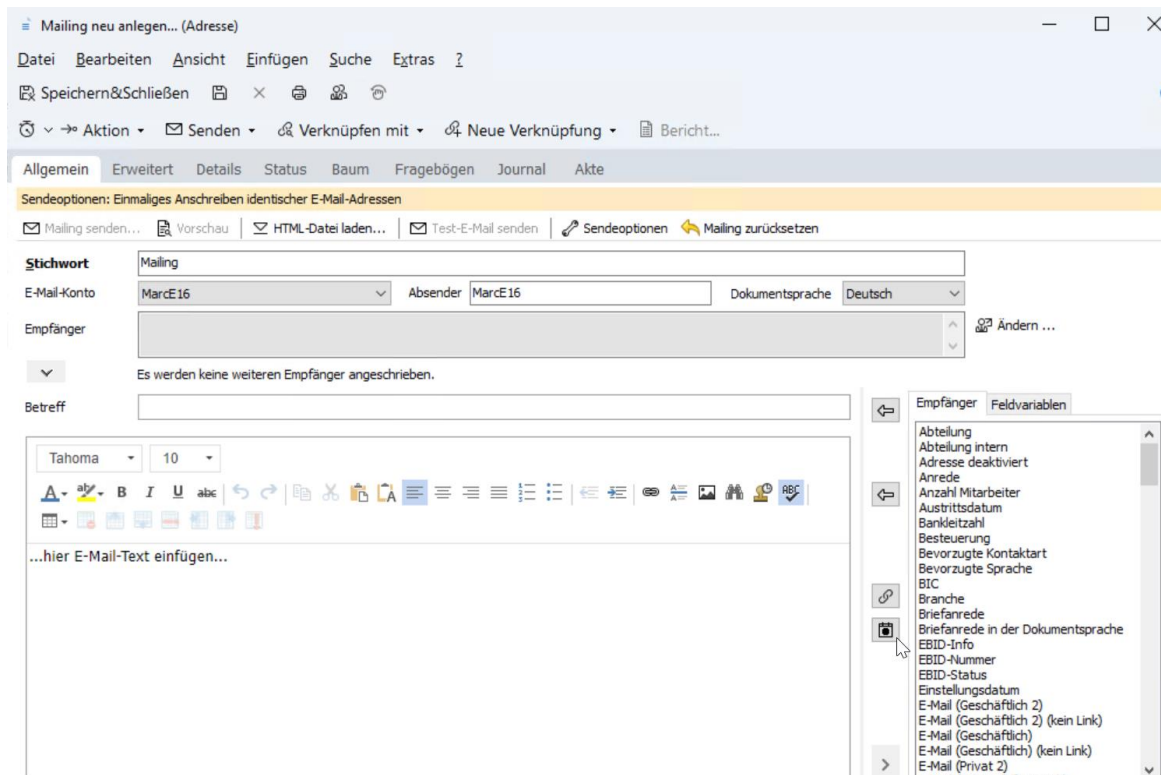 Mailing neu anlegen... (Adresse)
Datei Bearbeiten Ansicht Einfügen Suche Extras ?
Speichern&Schließen
Aktion Senden Verknüpfen mit Neue Verknüpfung Bericht...
Allgemein Erweitert Details Status Baum Fragebögen Journal Akte
Sendeoptionen: Einmaliges Anschreiben identischer E-Mail-Adressen
Mailing senden... Vorschau HTML-Datei laden... Test-E-Mail senden Sendeoptionen Mailing zurücksetzen
Stichwort Mailing
E-Mail-Konto MarcE16 Absender MarcE16 Dokumentsprache Deutsch
Empfänger Ändern ...
Es werden keine weiteren Empfänger angeschrieben.
Betreff
Empfänger Feldvariablen
Tahoma 10
A aby B I U abc ABC
...hier E-Mail-Text einfügen...
Abteilung
Abteilung intern
Adresse deaktiviert
Anrede
Anzahl Mitarbeiter
Austrittsdatum
Bankleitzahl
Besteuerung
Bevorzugte Kontaktart
Bevorzugte Sprache
BIC
Branche
Briefanrede
Briefanrede in der Dokumentsprache
EBID-Info
EBID-Nummer
EBID-Status
Einstellungsdatum
E-Mail (Geschäftlich 2)
E-Mail (Geschäftlich 2) (kein Link)
E-Mail (Geschäftlich)
E-Mail (Geschäftlich) (kein Link)
E-Mail (Privat 2)